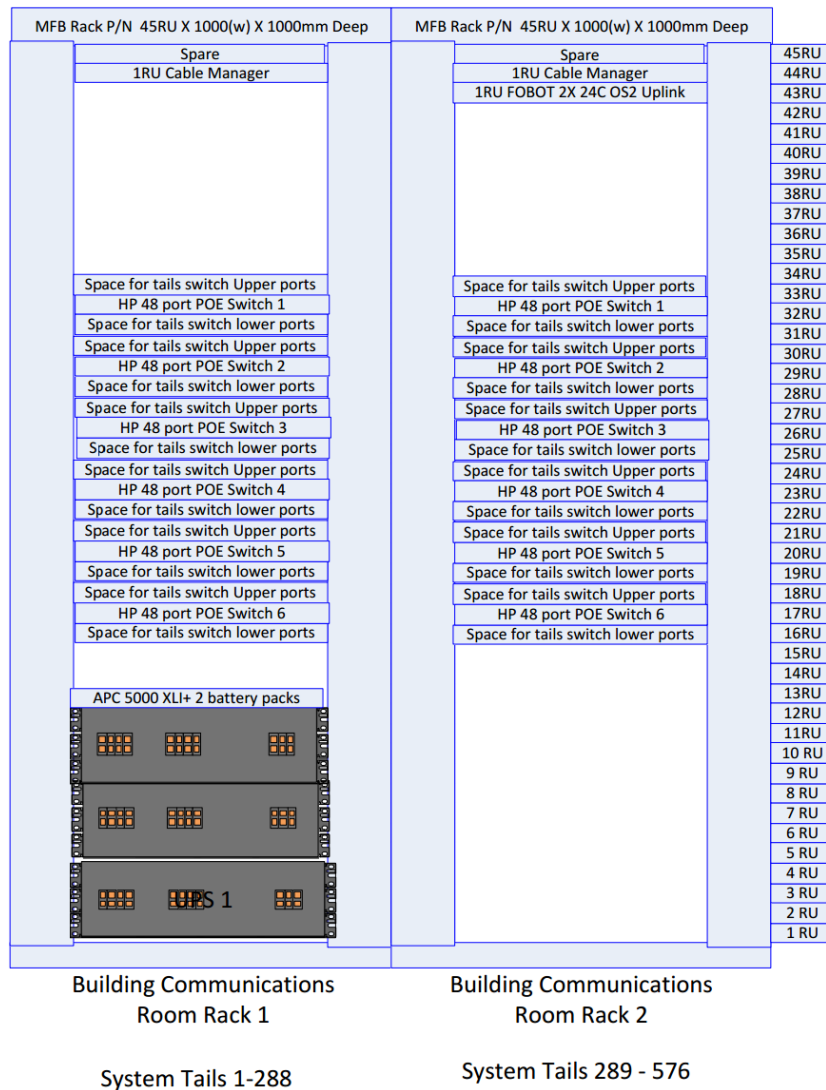 MFB Rack P/N  45RU X 1000(w) X 1000mm Deep
Spare
1RU Cable Manager
Space for tails switch Upper ports
HP 48 port POE Switch 1
Space for tails switch lower ports
Space for tails switch Upper ports
HP 48 port POE Switch 2
Space for tails switch lower ports
Space for tails switch Upper ports
HP 48 port POE Switch 3
Space for tails switch lower ports
Space for tails switch Upper ports
HP 48 port POE Switch 4
Space for tails switch lower ports
Space for tails switch Upper ports
HP 48 port POE Switch 5
Space for tails switch lower ports
Space for tails switch Upper ports
HP 48 port POE Switch 6
Space for tails switch lower ports
APC 5000 XLI+ 2 battery packs
UPS 1
Building Communications
Room Rack 1
System Tails 1-288
MFB Rack P/N  45RU X 1000(w) X 1000mm Deep
Spare
1RU Cable Manager
1RU FOBOT 2X 24C OS2 Uplink
Space for tails switch Upper ports
HP 48 port POE Switch 1
Space for tails switch lower ports
Space for tails switch Upper ports
HP 48 port POE Switch 2
Space for tails switch lower ports
Space for tails switch Upper ports
HP 48 port POE Switch 3
Space for tails switch lower ports
Space for tails switch Upper ports
HP 48 port POE Switch 4
Space for tails switch lower ports
Space for tails switch Upper ports
HP 48 port POE Switch 5
Space for tails switch lower ports
Space for tails switch Upper ports
HP 48 port POE Switch 6
Space for tails switch lower ports
Building Communications
Room Rack 2
System Tails 289 - 576
45RU
44RU
43RU
42RU
41RU
40RU
39RU
38RU
37RU
36RU
35RU
34RU
33RU
32RU
31RU
30RU
29RU
28RU
27RU
26RU
25RU
24RU
23RU
22RU
21RU
20RU
19RU
18RU
17RU
16RU
15RU
14RU
13RU
12RU
11RU
10 RU
9 RU
8 RU
7 RU
6 RU
5 RU
4 RU
3 RU
2 RU
1 RU